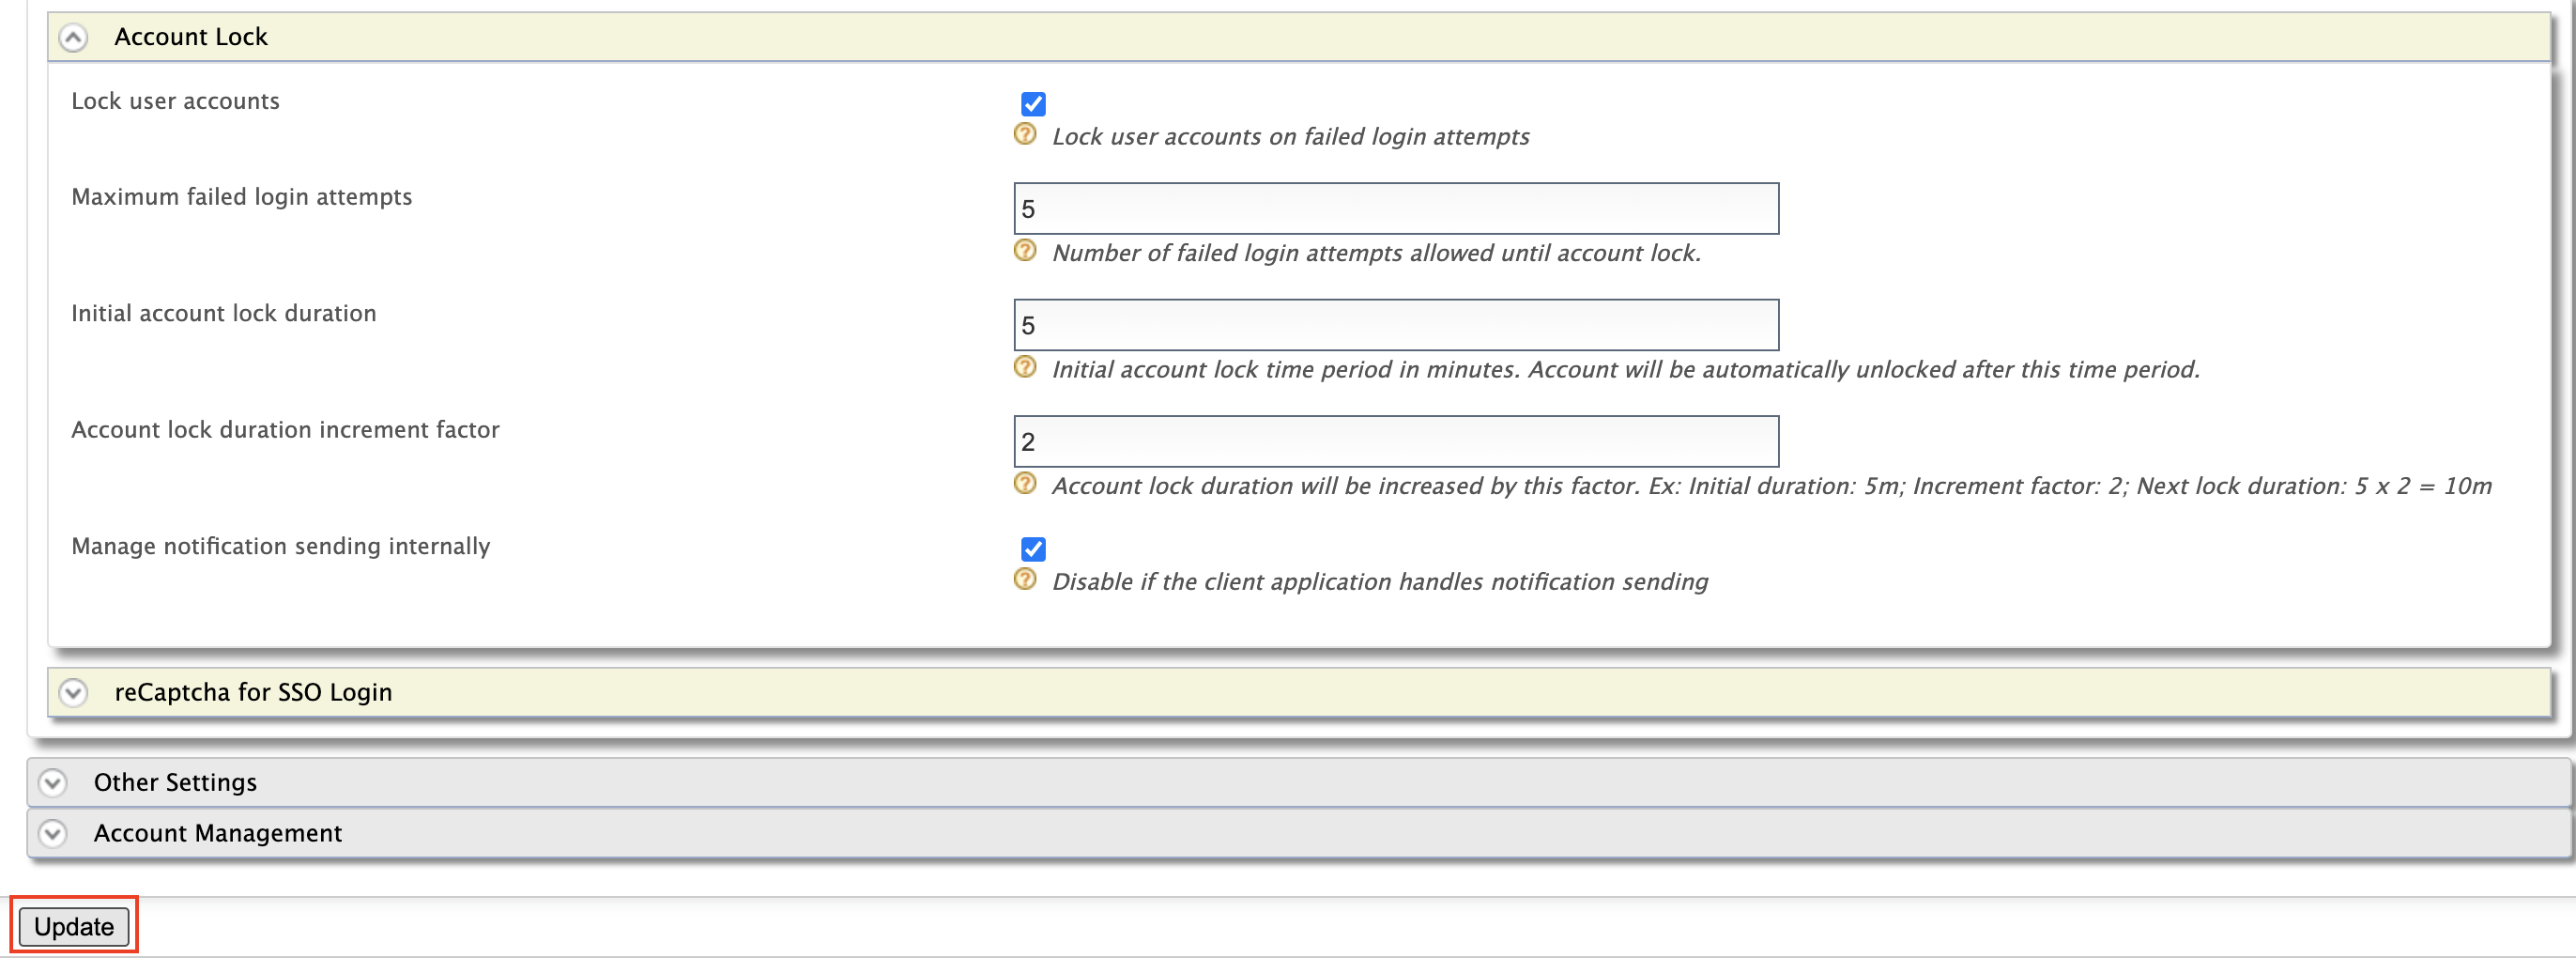 Account Lock
Lock user accounts
Lock user accounts on failed login attempts
Maximum failed login attempts
5
Number of failed login attempts allowed until account lock.
Initial account lock duration
5
Initial account lock time period in minutes. Account will be automatically unlocked after this time period.
Account lock duration increment factor
2
Account lock duration will be increased by this factor. Ex: Initial duration: 5m; Increment factor: 2; Next lock duration: 5 x 2 = 10m
Manage notification sending internally
Disable if the client application handles notification sending
reCaptcha for SSO Login
Other Settings
Account Management
Update